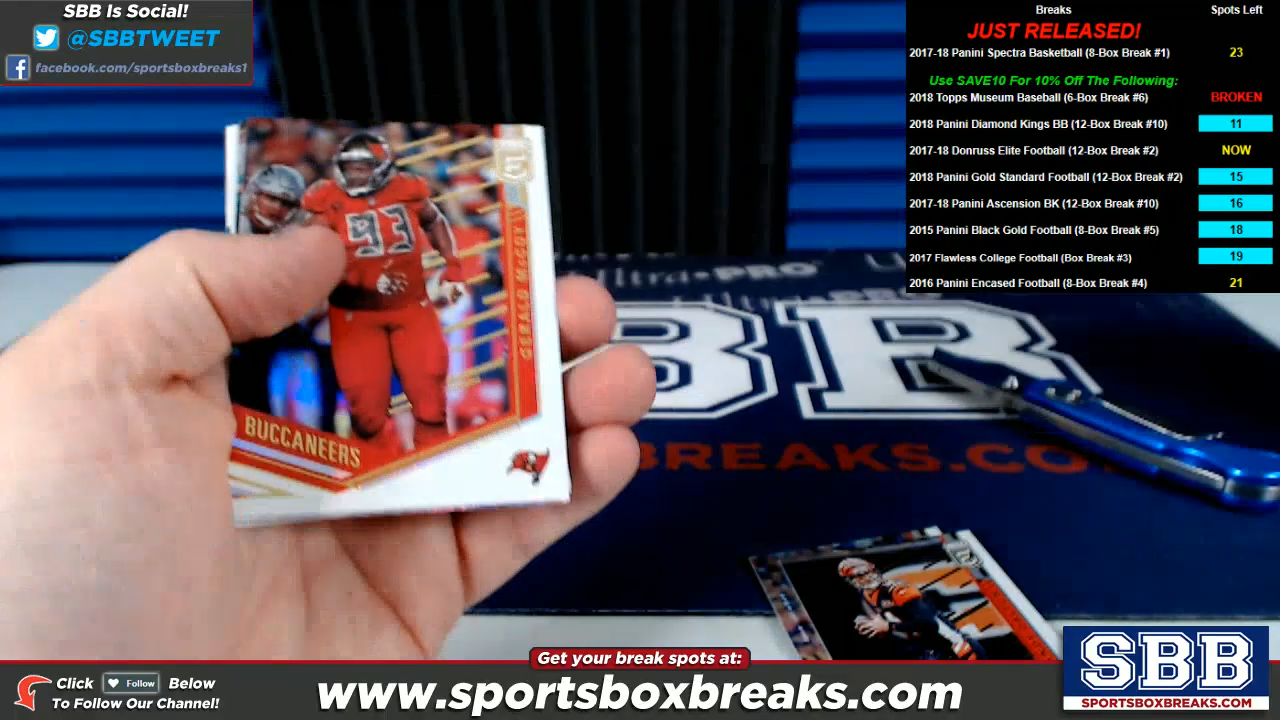 SBB Is Social!
@SBBTWEET
facebook.com/sportsboxbreaks1
Breaks Spots Left
JUST RELEASED!
2017-18 Panini Spectra Basketball (8-Box Break #1) 23
Use SAVE10 For 10% Off The Following:
2018 Topps Museum Baseball (6-Box Break #6) BROKEN
2018 Panini Diamond Kings BB (12-Box Break #10) 11
2017-18 Donruss Elite Football (12-Box Break #2) NOW
2018 Panini Gold Standard Football (12-Box Break #2) 15
2017-18 Panini Ascension BK (12-Box Break #10) 16
2015 Panini Black Gold Football (8-Box Break #5) 18
2017 Flawless College Football (Box Break #3) 19
2016 Panini Encased Football (8-Box Break #4) 21
93
GERALD McCOY
BUCCANEERS
Ultra•PRO
BR
BREAKS.CO
Get your break spots at:
Click Follow Below
To Follow Our Channel!
www.sportsboxbreaks.com
SBB
SPORTSBOXBREAKS.COM